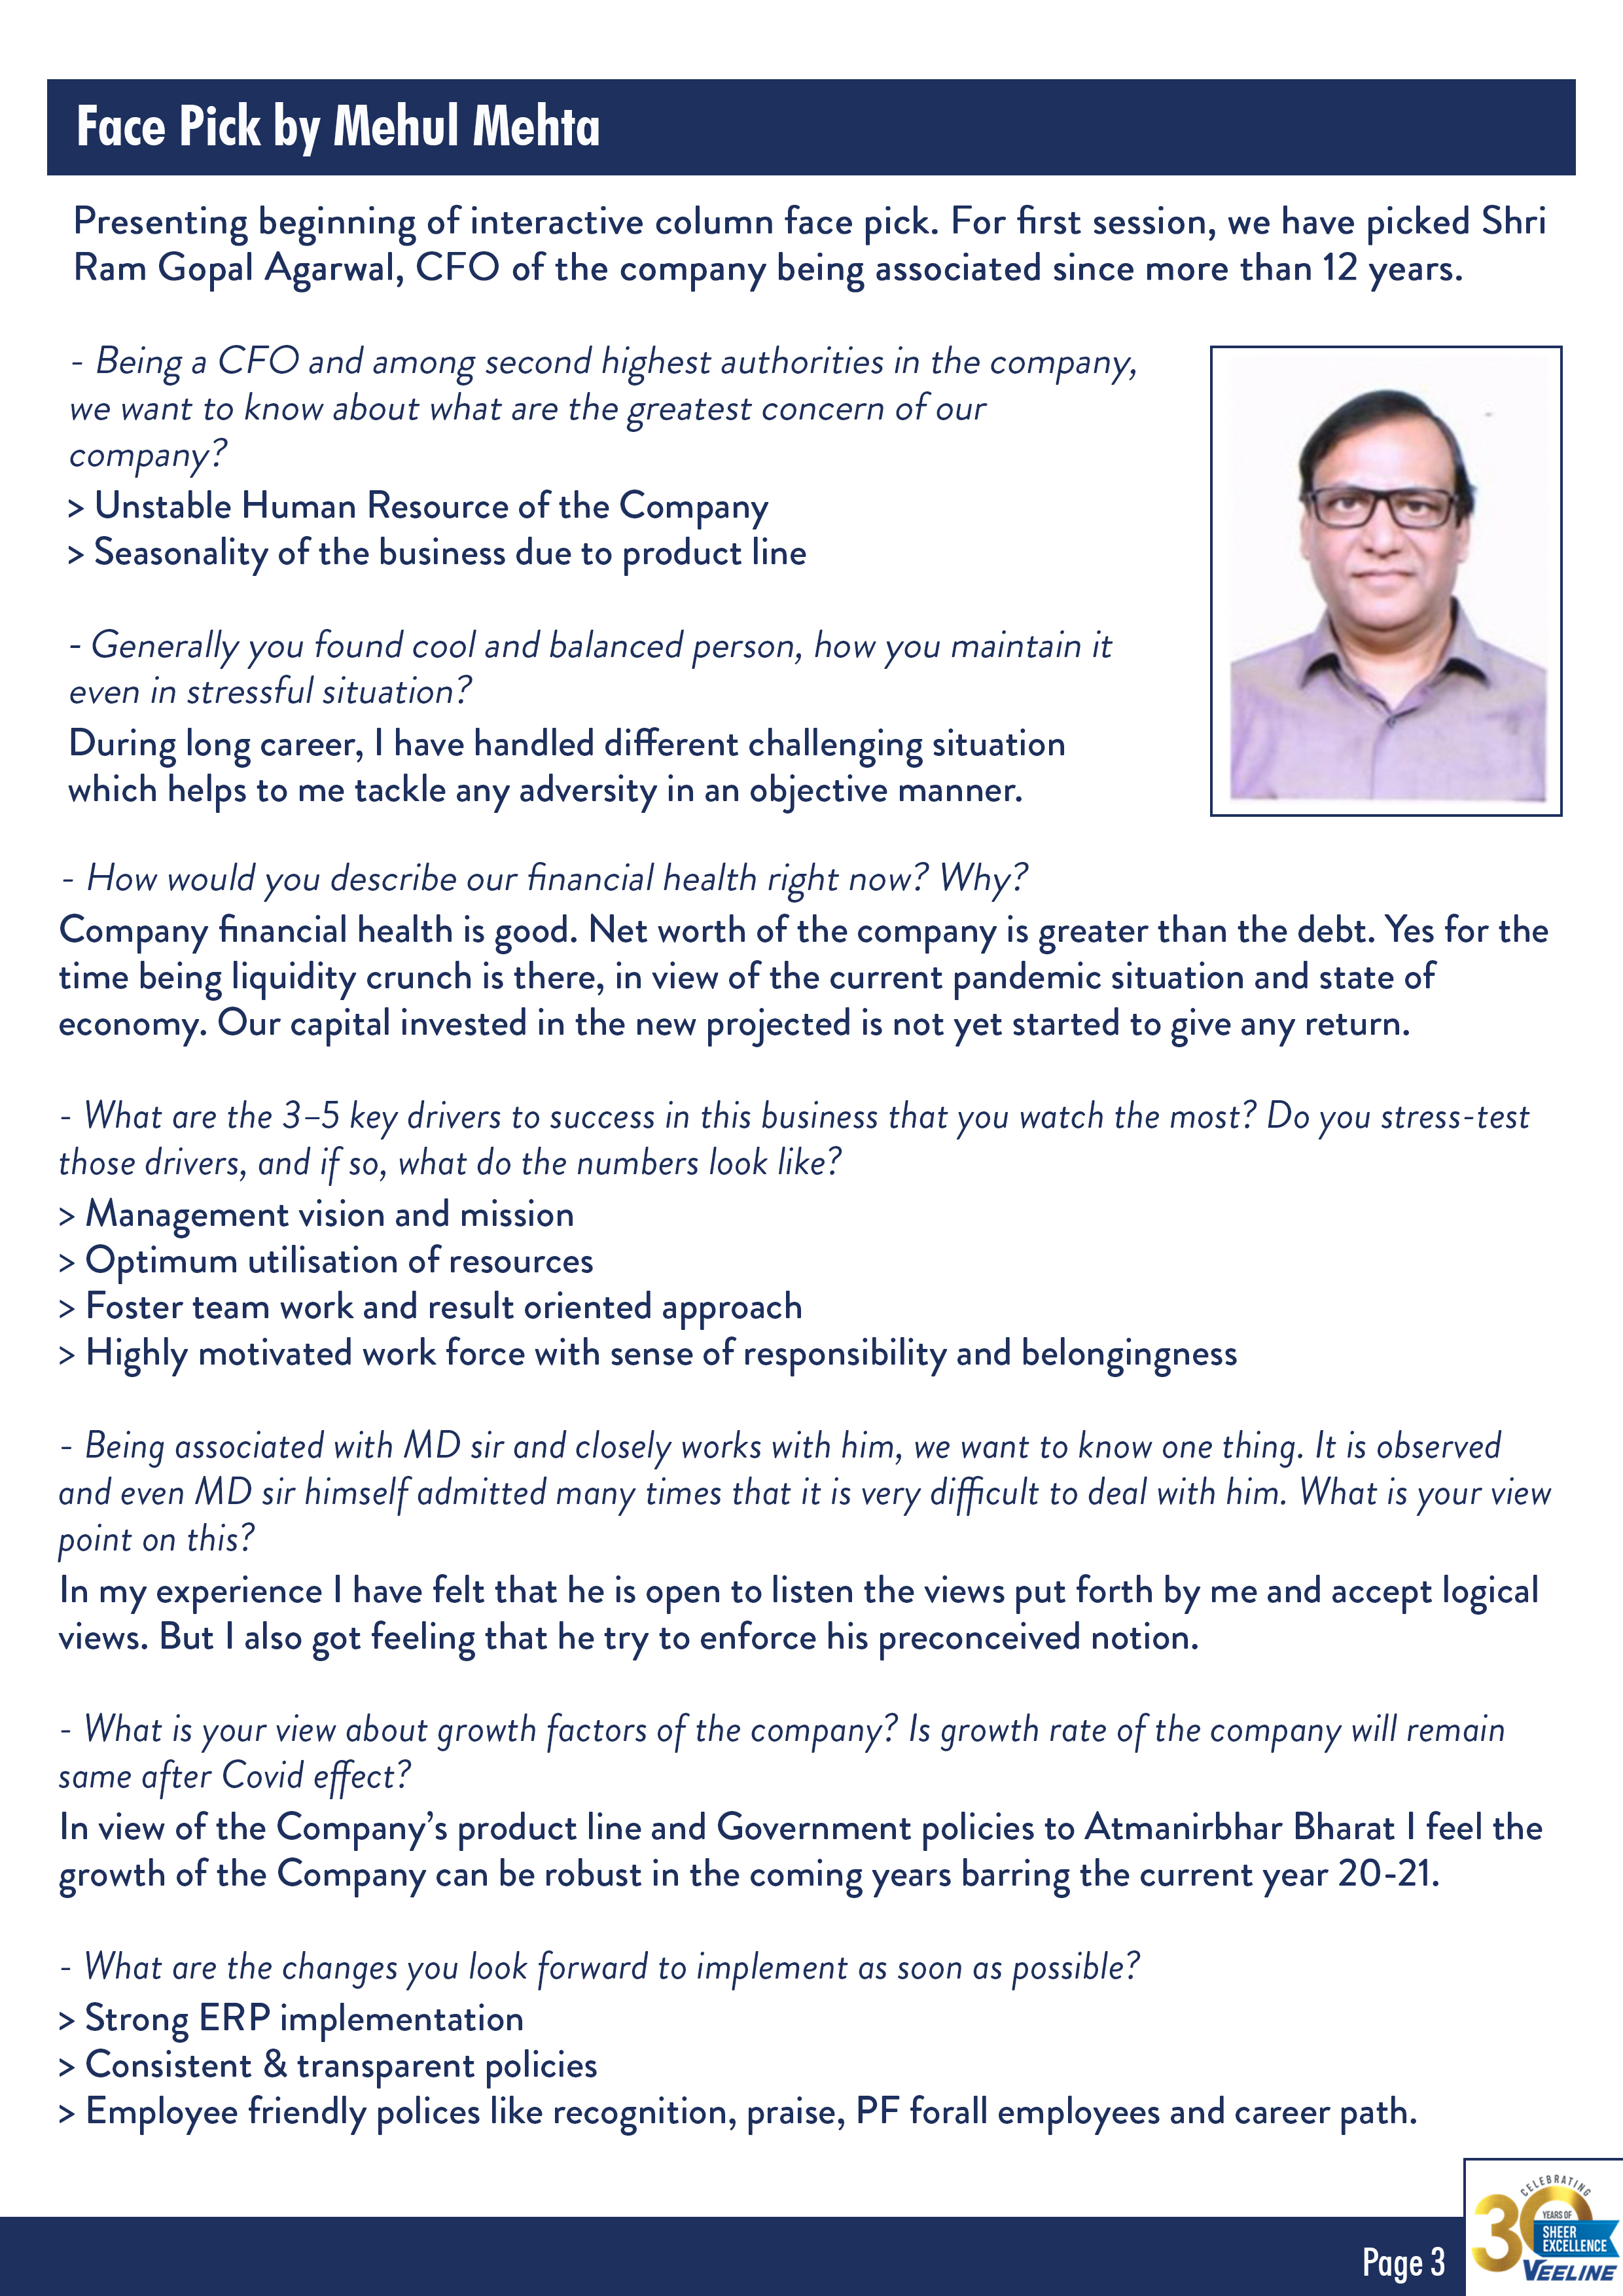 Face Pick by Mehul Mehta
Presenting beginning of interactive column face pick. For first session, we have picked Shri
Ram Gopal Agarwal, CFO of the company being associated since more than 12 years.
- Being a CFO and among second highest authorities in the company,
we want to know about what are the greatest concern of our
company?
> Unstable Human Resource of the Company
> Seasonality of the business due to product line
- Generally you found cool and balanced person, how you maintain it
even in stressful situation?
During long career, I have handled different challenging situation
which helps to me tackle any adversity in an objective manner.
- How would you describe our financial health right now? Why?
Company financial health is good. Net worth of the company is greater than the debt. Yes for the
time being liquidity crunch is there, in view of the current pandemic situation and state of
economy. Our capital invested in the new projected is not yet started to give any return.
- What are the 3–5 key drivers to success in this business that you watch the most? Do you stress-test
those drivers, and if so, what do the numbers look like?
> Management vision and mission
> Optimum utilisation of resources
> Foster team work and result oriented approach
> Highly motivated work force with sense of responsibility and belongingness
- Being associated with MD sir and closely works with him, we want to know one thing. It is observed
and even MD sir himself admitted many times that it is very difficult to deal with him. What is your view
point on this?
In my experience I have felt that he is open to listen the views put forth by me and accept logical
views. But I also got feeling that he try to enforce his preconceived notion.
- What is your view about growth factors of the company? Is growth rate of the company will remain
same after Covid effect?
In view of the Company’s product line and Government policies to Atmanirbhar Bharat I feel the
growth of the Company can be robust in the coming years barring the current year 20-21.
- What are the changes you look forward to implement as soon as possible?
> Strong ERP implementation
> Consistent & transparent policies
> Employee friendly polices like recognition, praise, PF forall employees and career path.
Page 3
CELEBRATING
30
YEARS OF
SHEER
EXCELLENCE
VEELINE